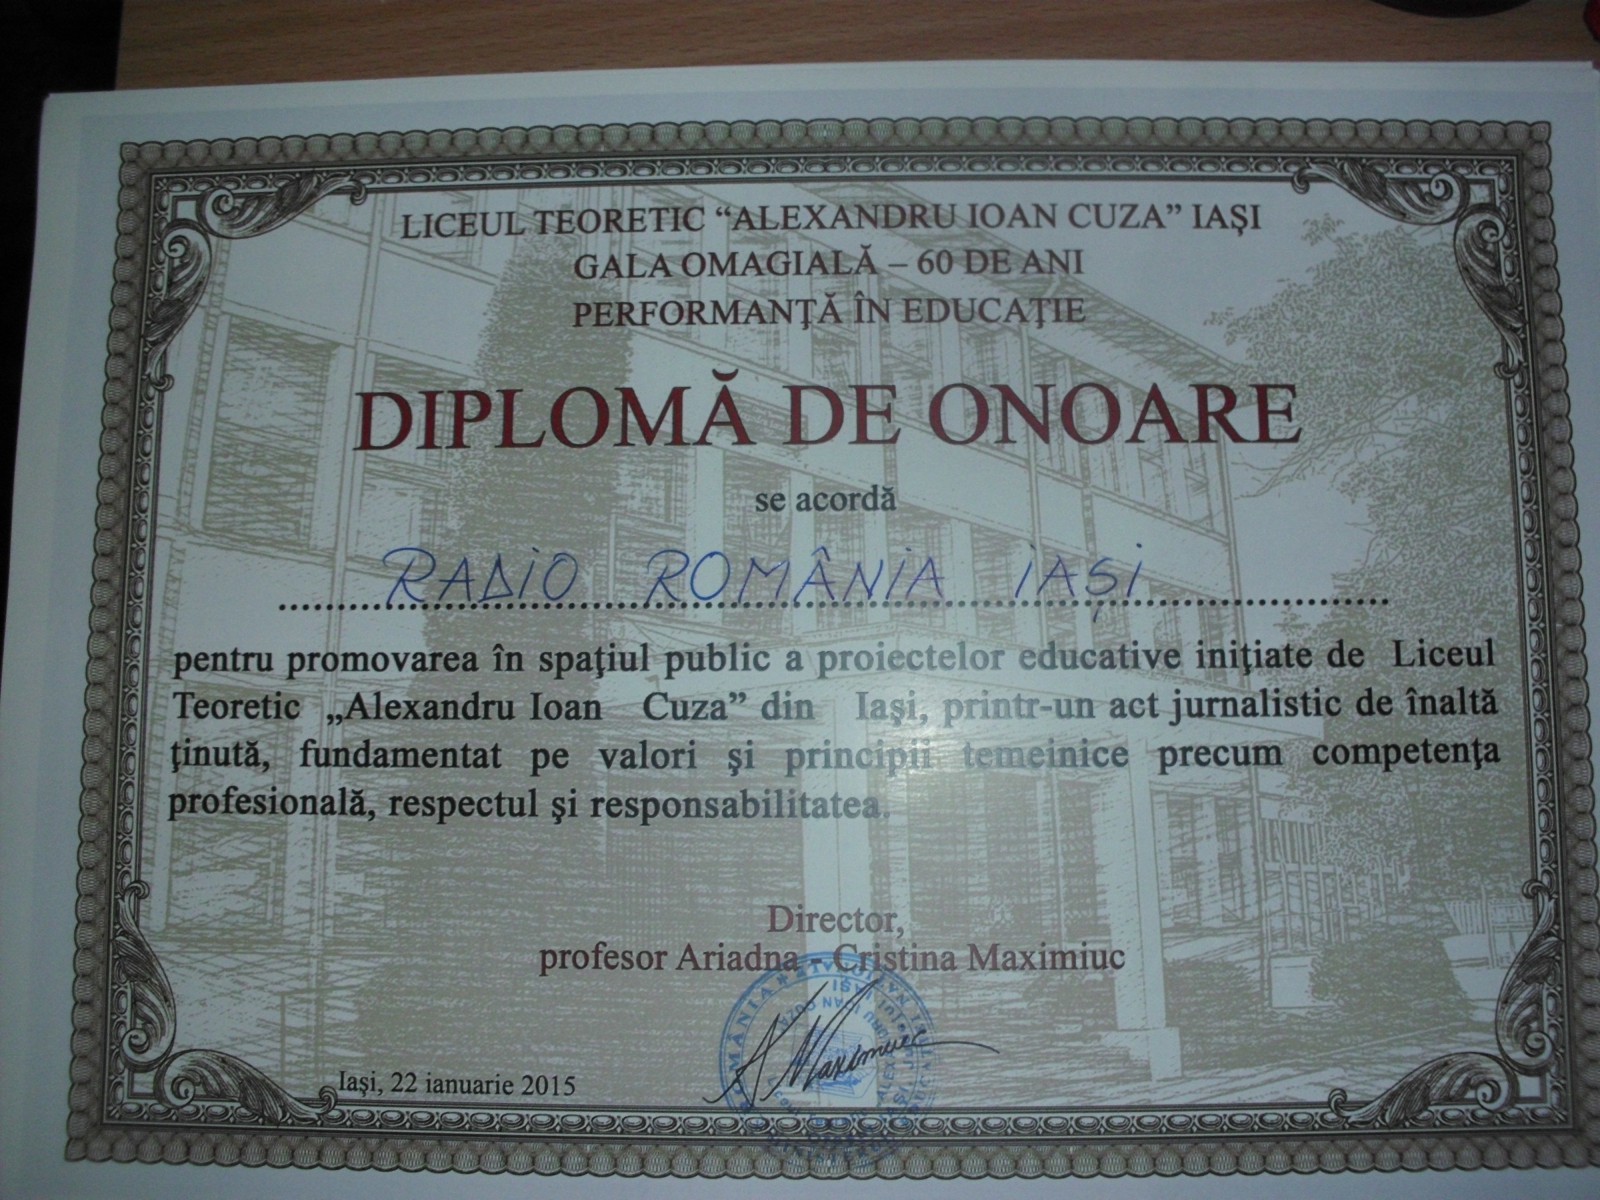 LICEUL TEORETIC “ALEXANDRU IOAN CUZA” IAȘI
GALA OMAGIALĂ – 60 DE ANI
PERFORMANŢĂ ÎN EDUCAŢIE
DIPLOMĂ DE ONOARE
se acordă
RADIO ROMÂNIA IAȘI
pentru promovarea în spaţiul public a proiectelor educative iniţiate de Liceul
Teoretic „Alexandru Ioan Cuza” din Iaşi, printr-un act jurnalistic de înaltă
ţinută, fundamentat pe valori şi principii temeinice precum competenţa
profesională, respectul şi responsabilitatea.
Director,
profesor Ariadna - Cristina Maximiuc
A Maximiuc
Iaşi, 22 ianuarie 2015